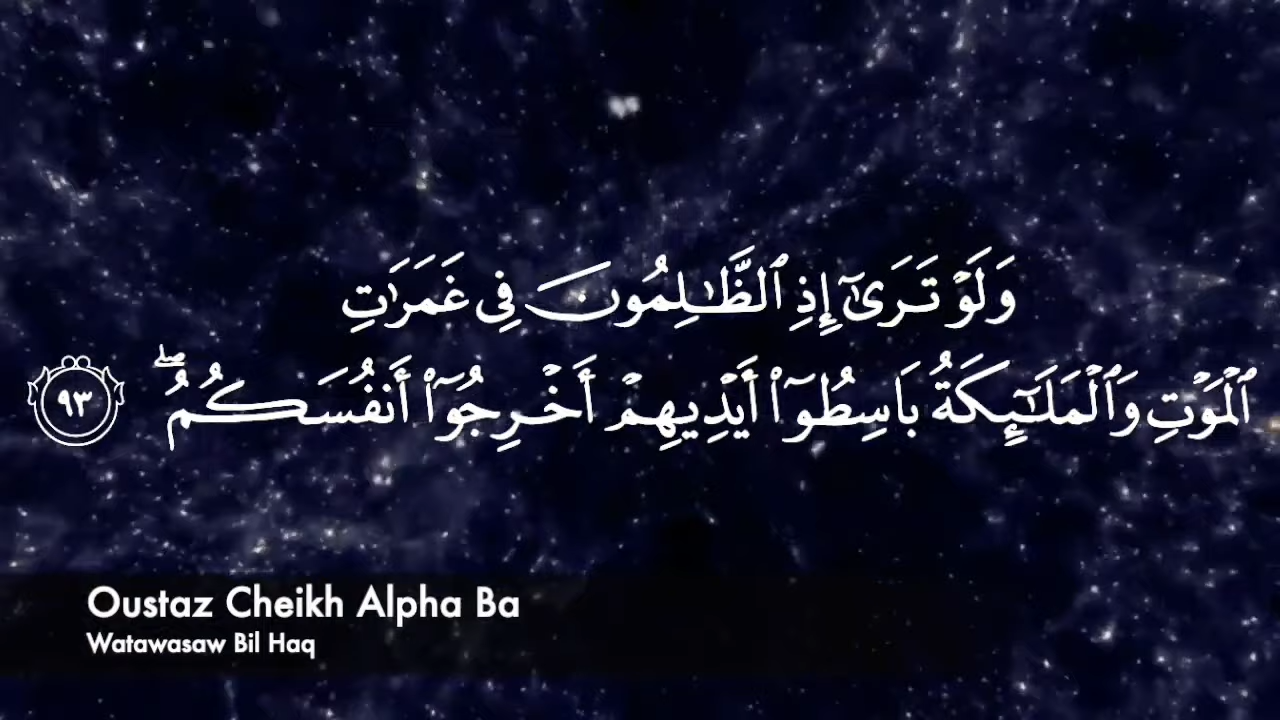 وَلَوۡ تَرَىٰٓ إِذِ ٱلظَّـٰلِمُونَ فِى غَمَرَٰتِ
ٱلۡمَوۡتِ وَٱلۡمَلَـٰٓئِكَةُ بَاسِطُوٓا۟ أَيۡدِيهِمۡ أَخۡرِجُوٓا۟ أَنفُسَكُمُۖ ٩٣
Oustaz Cheikh Alpha Ba
Watawasaw Bil Haq